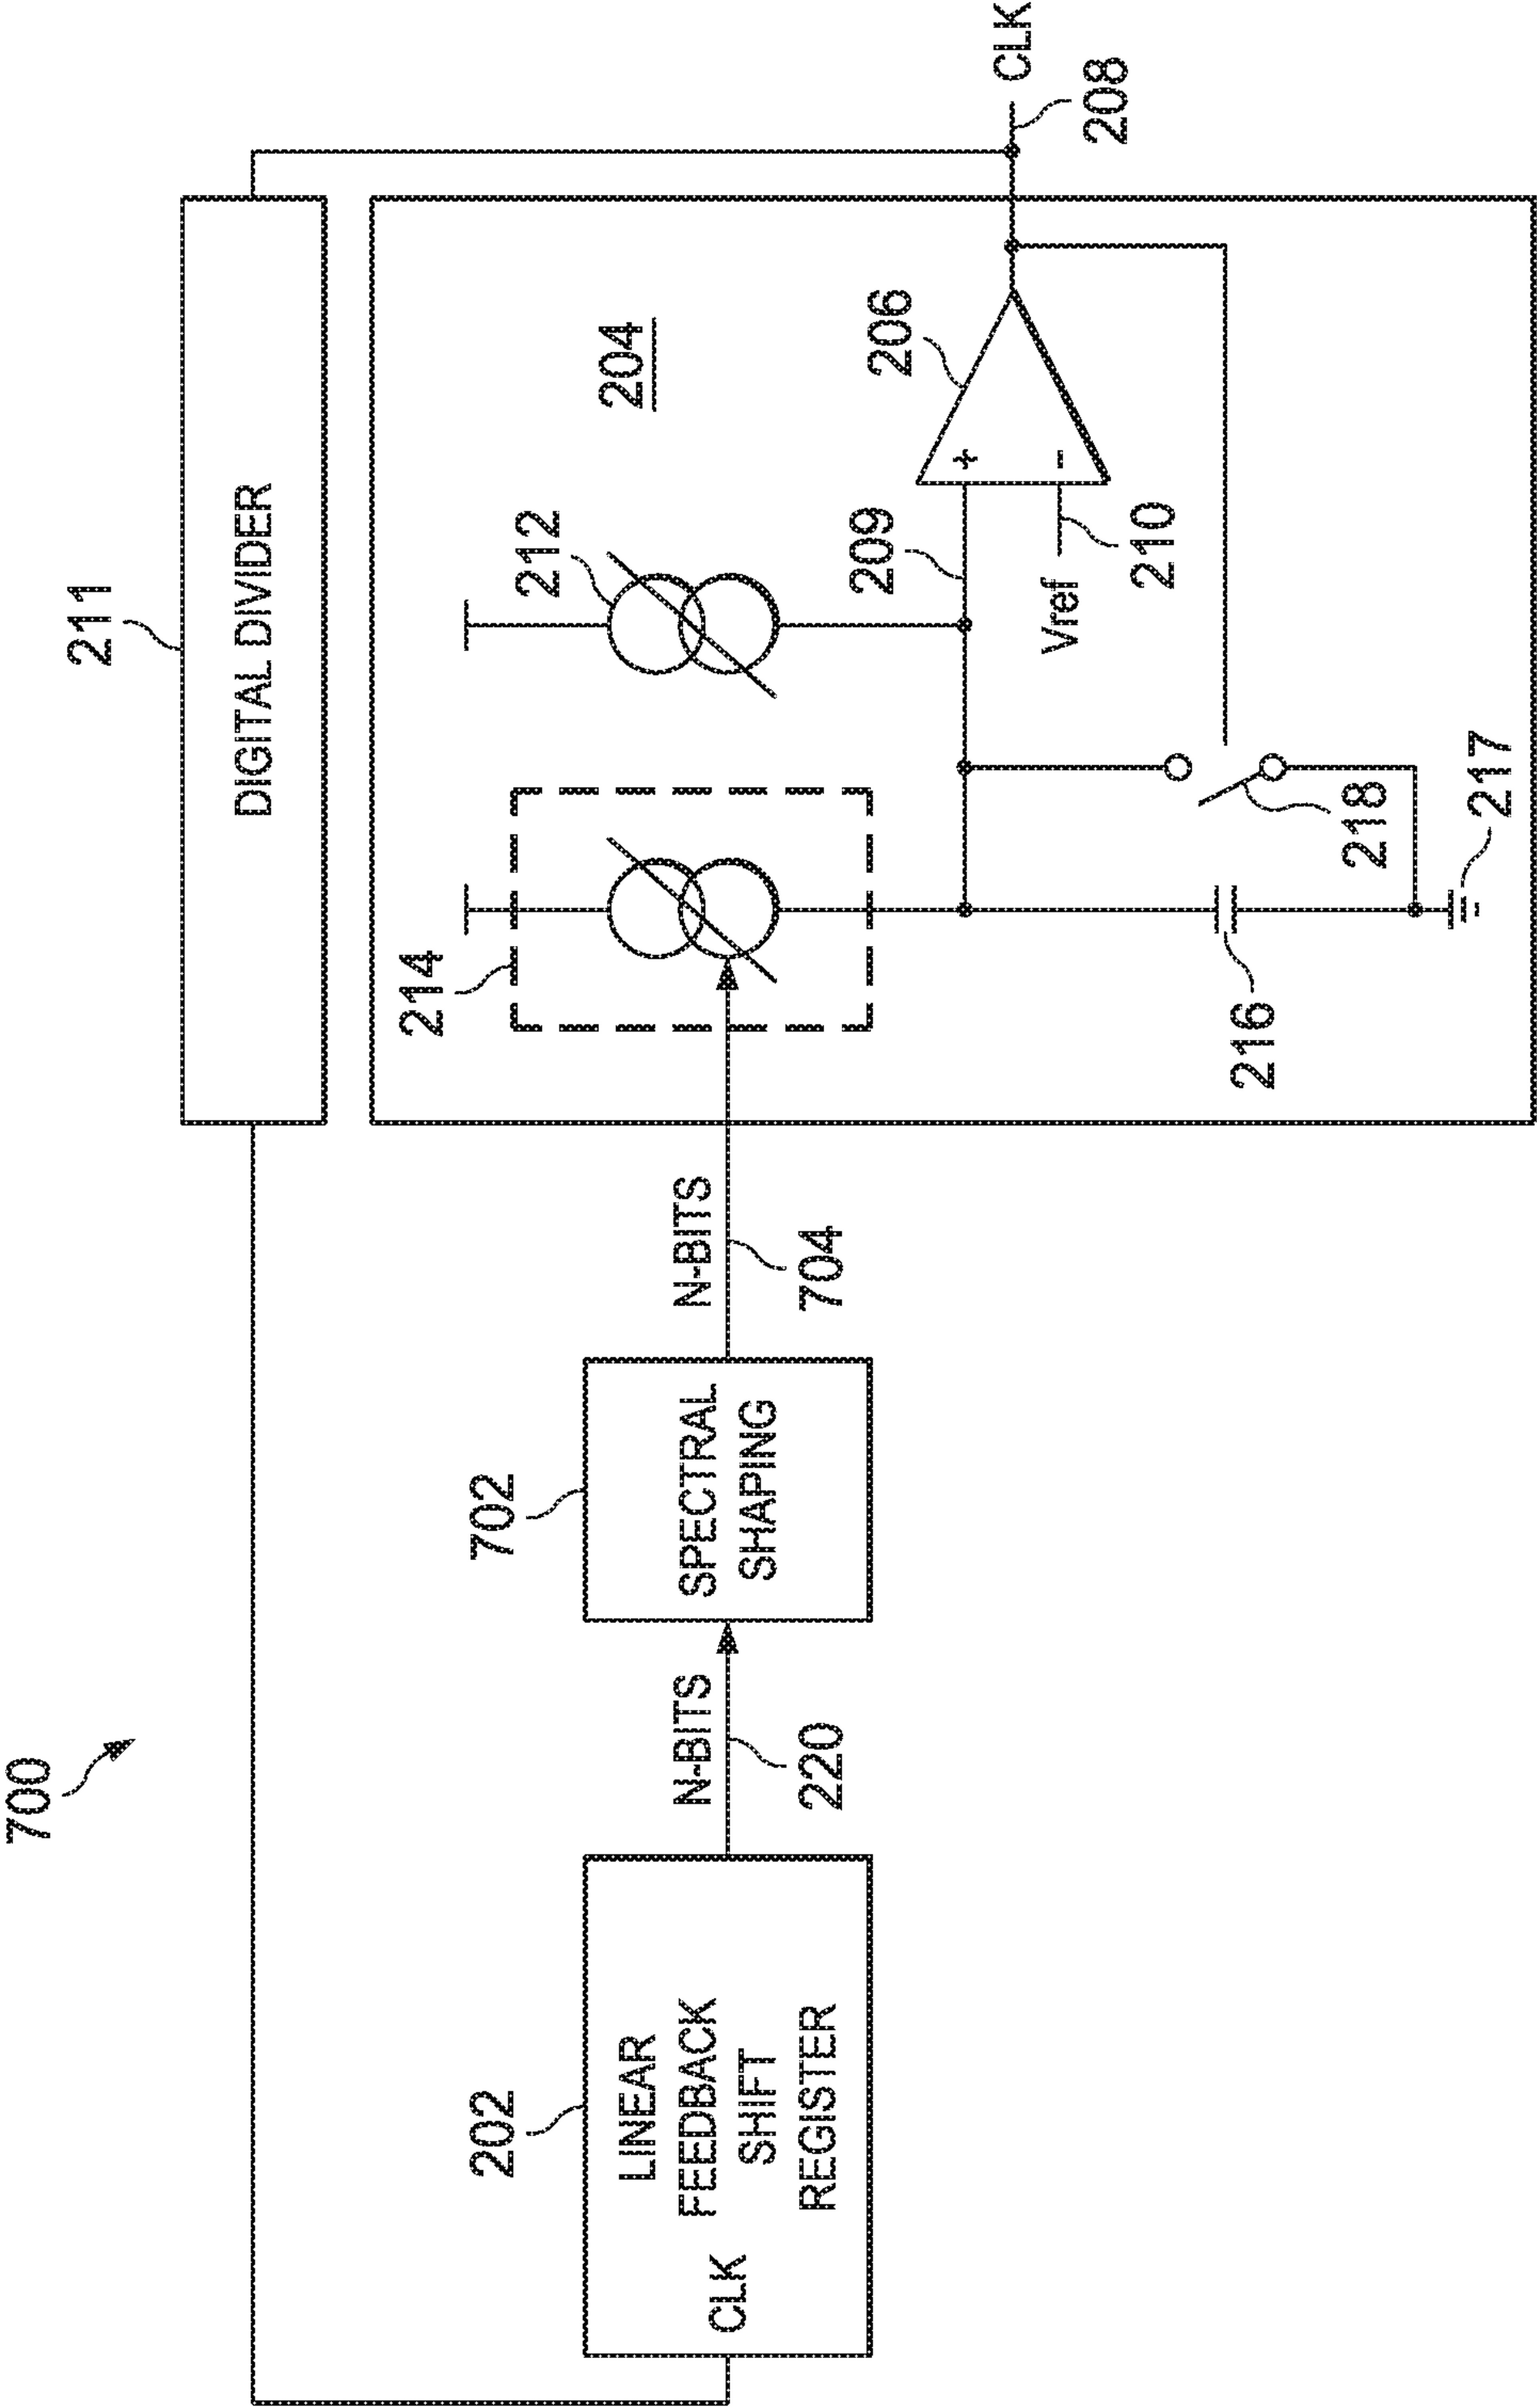 700
211
DIGITAL DIVIDER
202
LINEAR
FEEDBACK
SHIFT
REGISTER
CLK
N-BITS
220
702
SPECTRAL
SHAPING
N-BITS
704
214
212
204
206
209
+
-
Vref
210
216
218
217
CLK
208